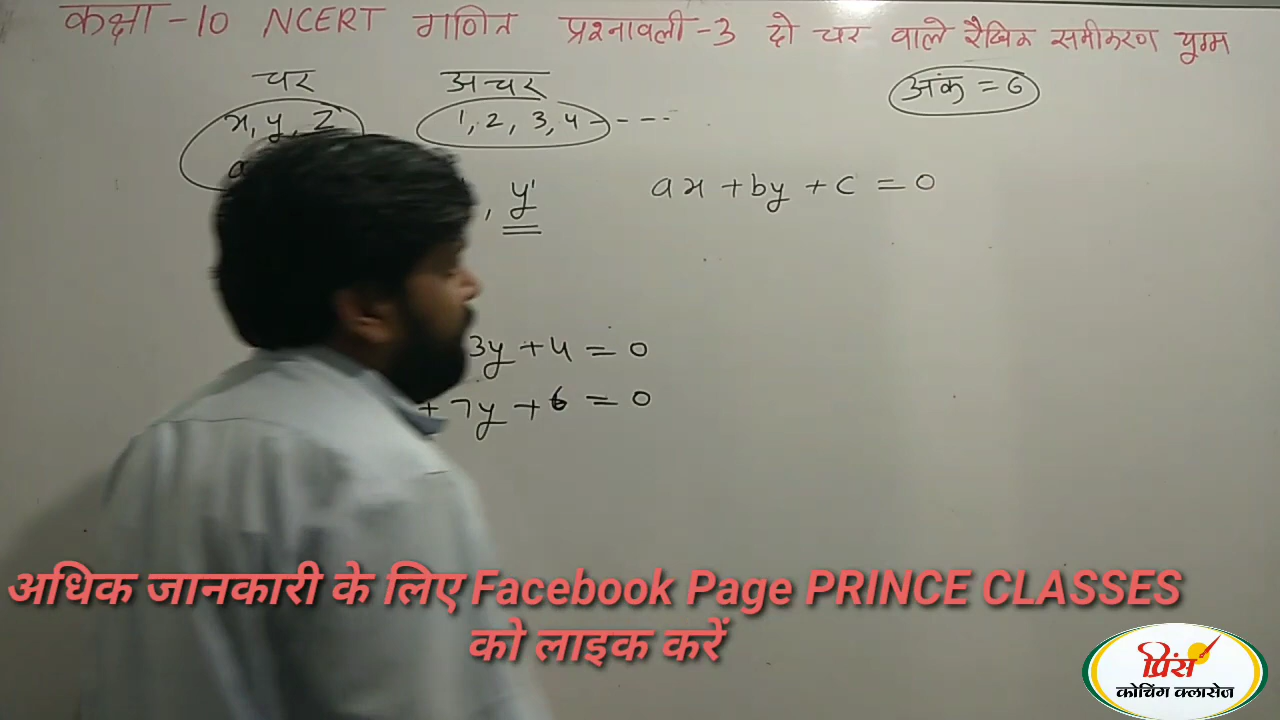 कक्षा - 10 NCERT गणित प्रश्नावली - 3 दो चर वाले रैखिक समीकरण युग्म
चर अचर अंक = 6
x, y, z 1, 2, 3, 4 - - - -
a
, y' ax + by + c = 0
3y + 4 = 0
+ 7y + 6 = 0
अधिक जानकारी के लिए Facebook Page PRINCE CLASSES
को लाइक करें
प्रिंस
कोचिंग क्लासेज